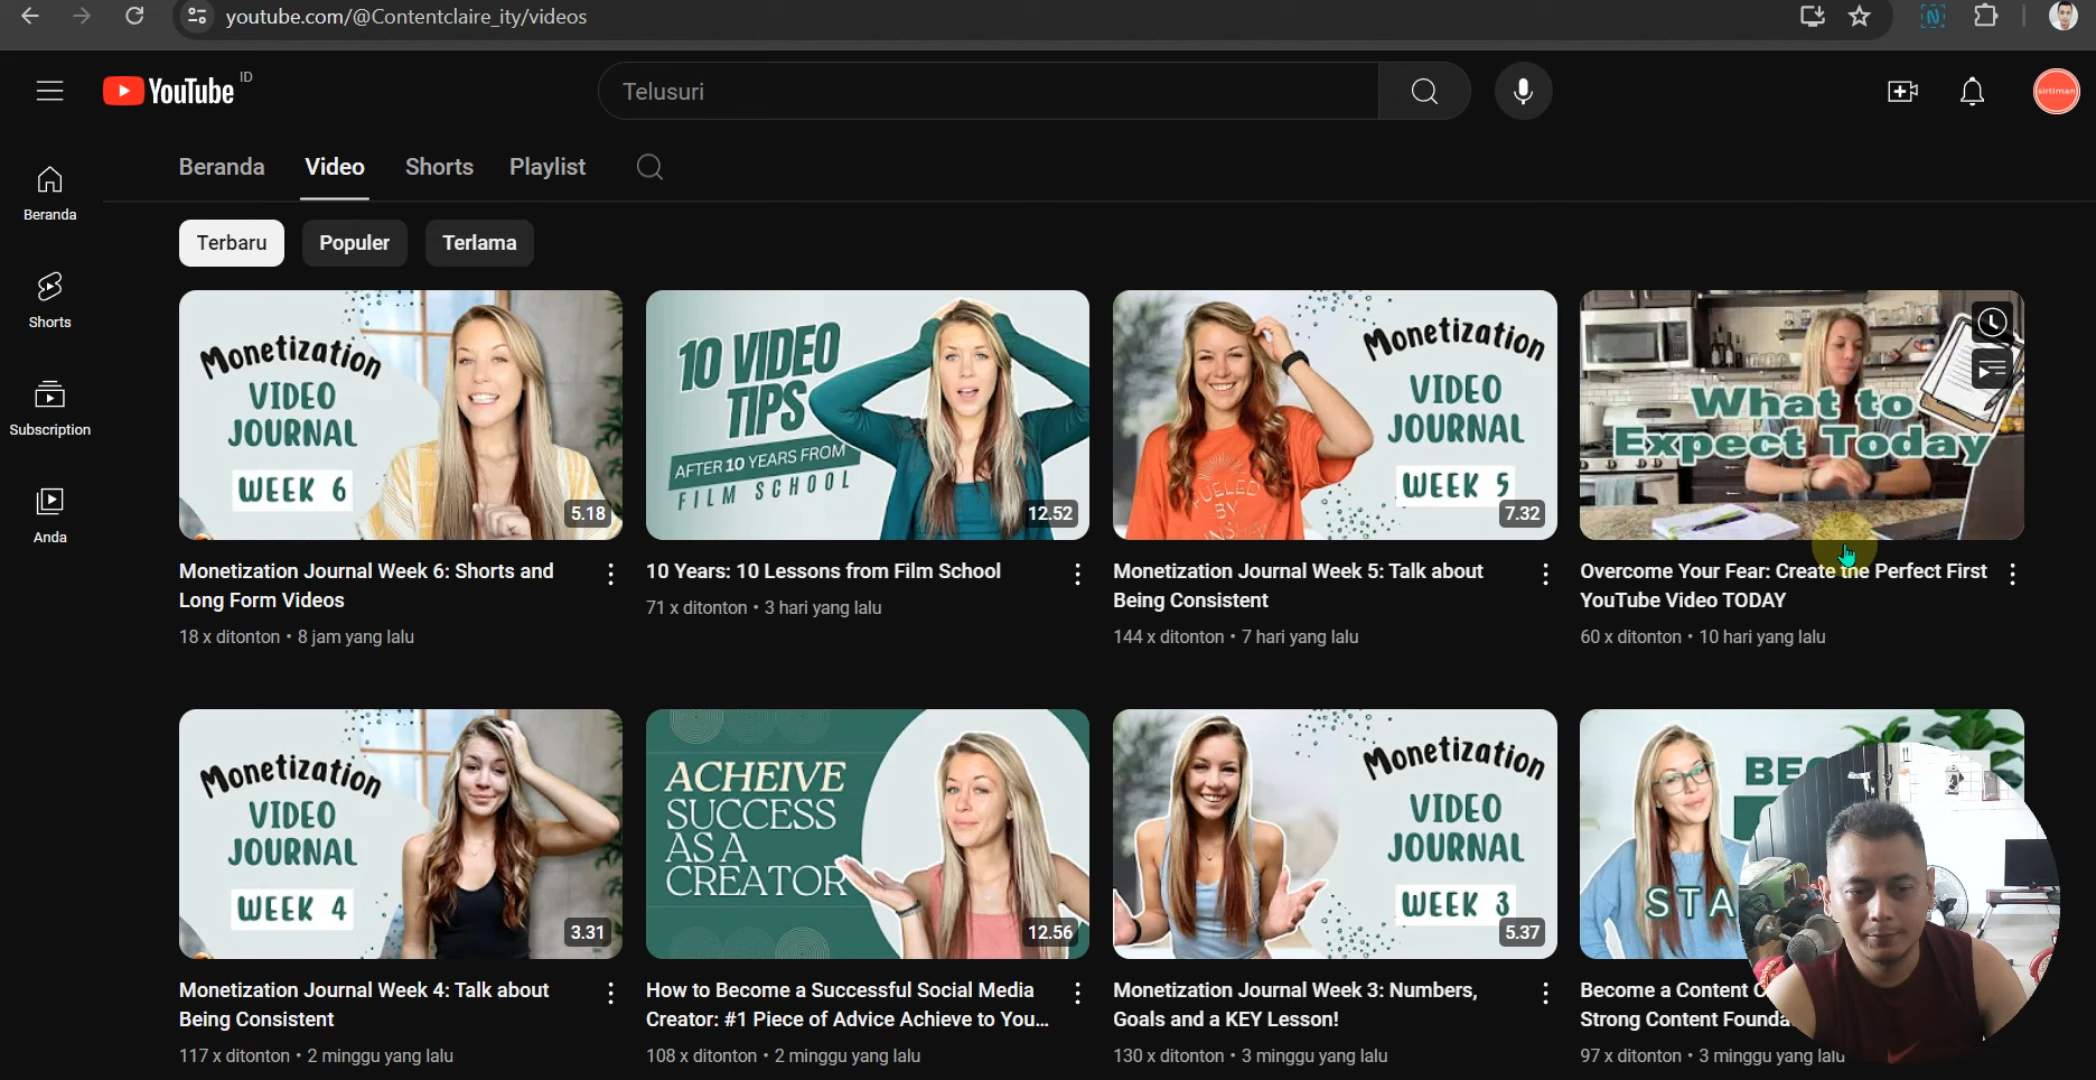 youtube.com/@Contentclaire_ity/videos
YouTube ID
Telusuri
sirtiman
Beranda
Video
Shorts
Playlist
Beranda
Shorts
Subscription
Anda
Terbaru
Populer
Terlama
Monetization
VIDEO
JOURNAL
WEEK 6
5.18
Monetization Journal Week 6: Shorts and
Long Form Videos
18 x ditonton • 8 jam yang lalu
10 VIDEO
TIPS
AFTER 10 YEARS FROM
FILM SCHOOL
12.52
10 Years: 10 Lessons from Film School
71 x ditonton • 3 hari yang lalu
Monetization
VIDEO
JOURNAL
WEEK 5
FUELED
BY
7.32
Monetization Journal Week 5: Talk about
Being Consistent
144 x ditonton • 7 hari yang lalu
What to
Expect Today
Overcome Your Fear: Create the Perfect First
YouTube Video TODAY
60 x ditonton • 10 hari yang lalu
Monetization
VIDEO
JOURNAL
WEEK 4
3.31
Monetization Journal Week 4: Talk about
Being Consistent
117 x ditonton • 2 minggu yang lalu
ACHEIVE
SUCCESS
AS A
CREATOR
12.56
How to Become a Successful Social Media
Creator: #1 Piece of Advice Achieve to You...
108 x ditonton • 2 minggu yang lalu
Monetization
VIDEO
JOURNAL
WEEK 3
5.37
Monetization Journal Week 3: Numbers,
Goals and a KEY Lesson!
130 x ditonton • 3 minggu yang lalu
STA
Become a Content
Strong Content
97 x ditonton • 3 minggu yang lalu